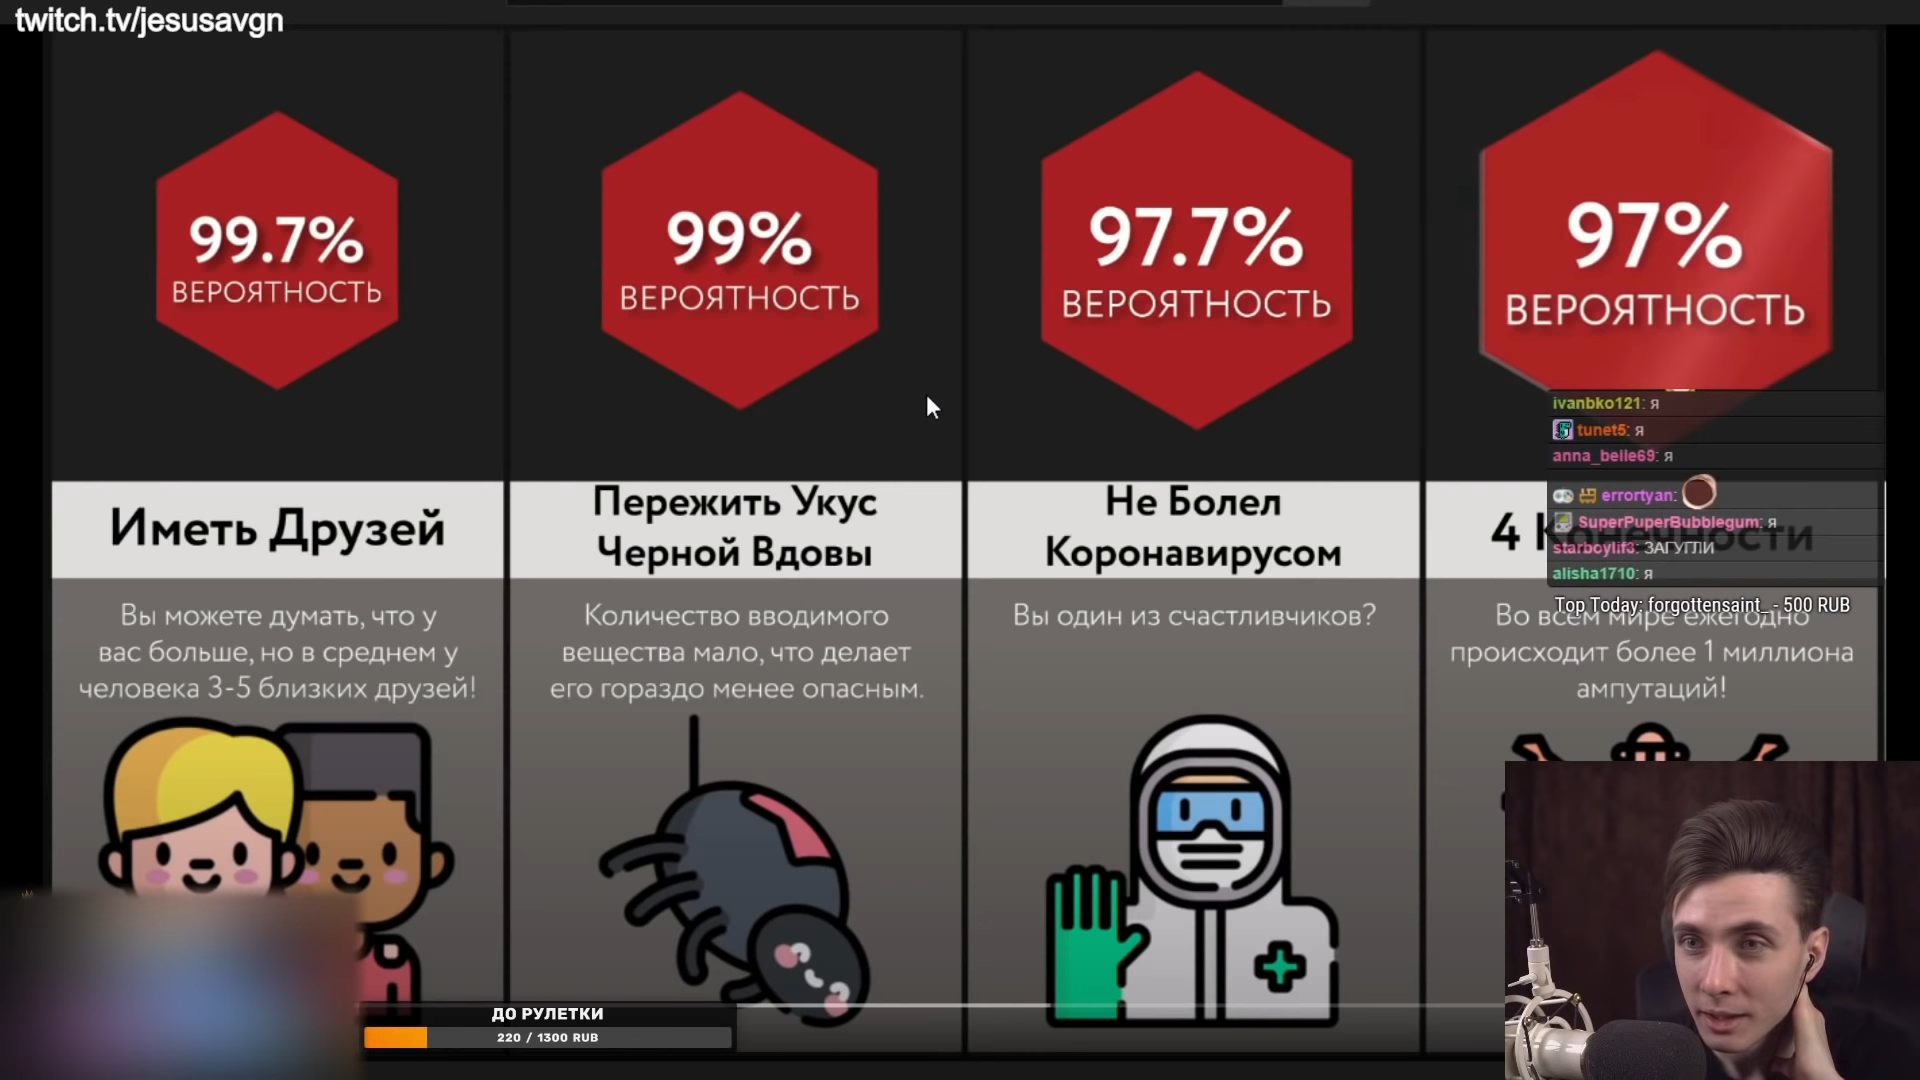 twitch.tv/jesusavgn
99.7%
ВЕРОЯТНОСТЬ
99%
ВЕРОЯТНОСТЬ
97.7%
ВЕРОЯТНОСТЬ
97%
ВЕРОЯТНОСТЬ
Иметь Друзей
Вы можете думать, что у
вас больше, но в среднем у
человека 3-5 близких друзей!
Пережить Укус
Черной Вдовы
Количество вводимого
вещества мало, что делает
его гораздо менее опасным.
Не Болел
Коронавирусом
Вы один из счастливчиков?
4 Конечности
Во всем мире ежегодно
происходит более 1 миллиона
ампутаций!
ivanbko121: я
tunet5: я
anna_belle69: я
errortyan:
SuperPuperBubblegum: я
starboylif3: ЗАГУГЛИ
alisha1710: я
Top Today: forgottensaint_ - 500 RUB
ДО РУЛЕТКИ
220 / 1300 RUB